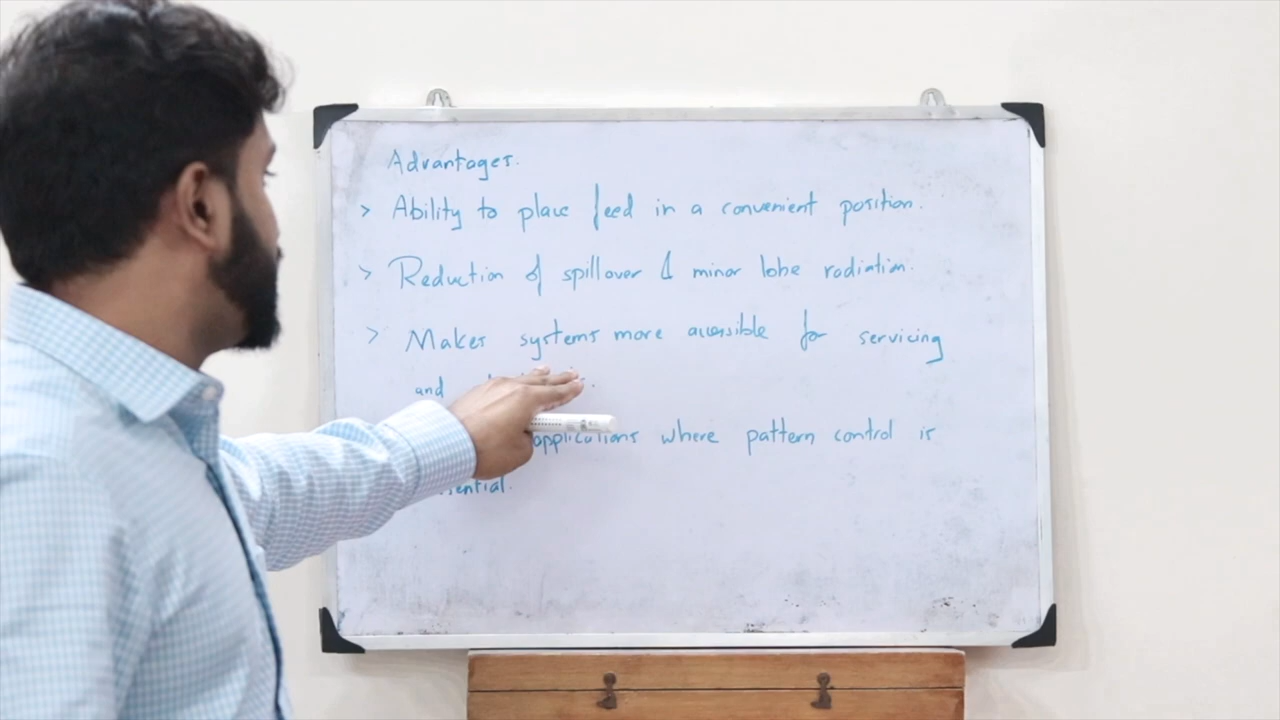 Advantages.
> Ability to place feed in a convenient position.
> Reduction of spillover & minor lobe radiation.
> Makes systems more accessible for servicing
and
applications where pattern control is